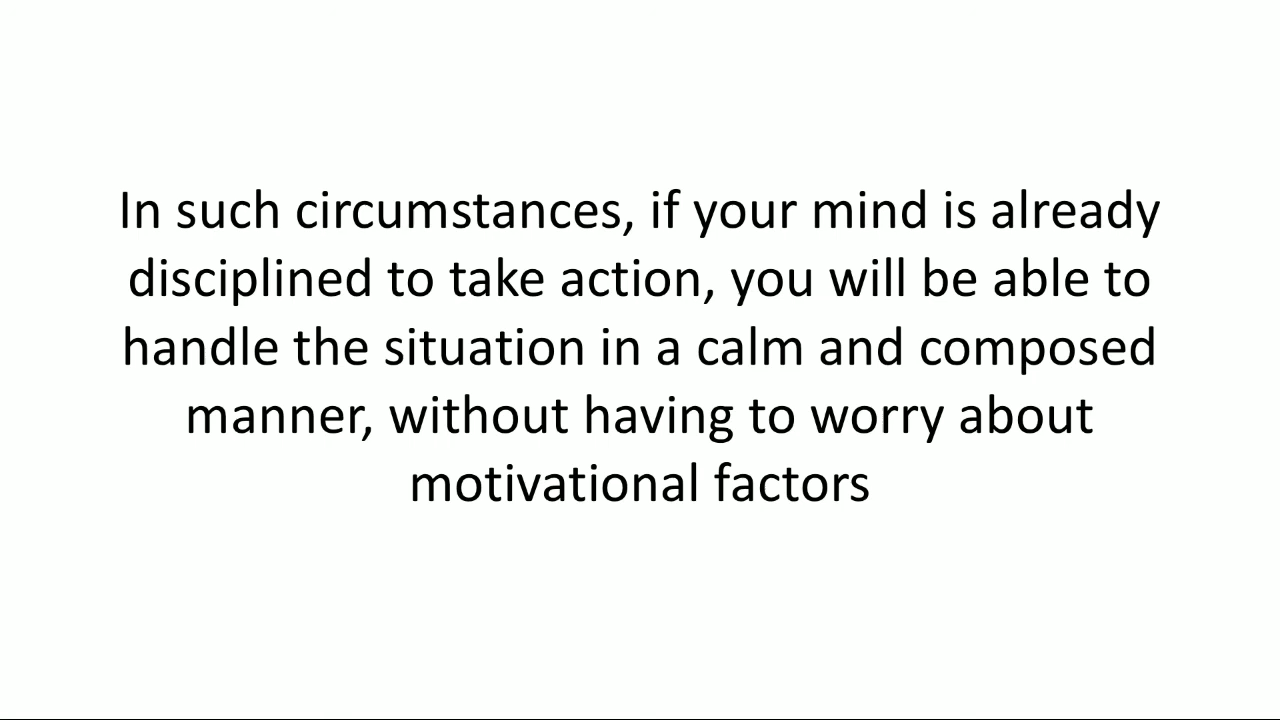 In such circumstances, if your mind is already
disciplined to take action, you will be able to
handle the situation in a calm and composed
manner, without having to worry about
motivational factors